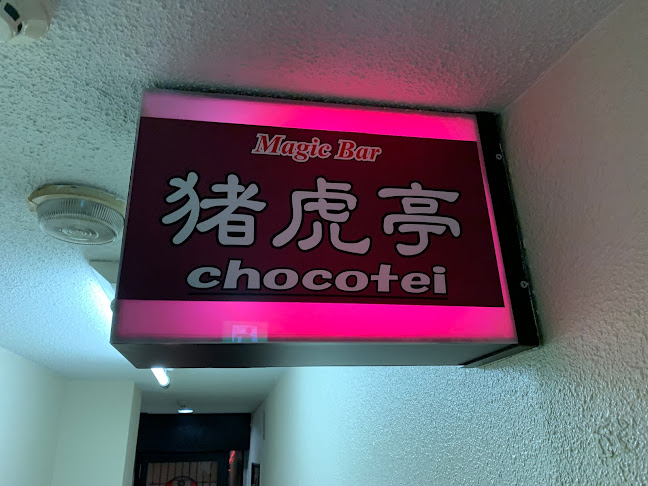 Magic Bar
猪虎亭
chocotei